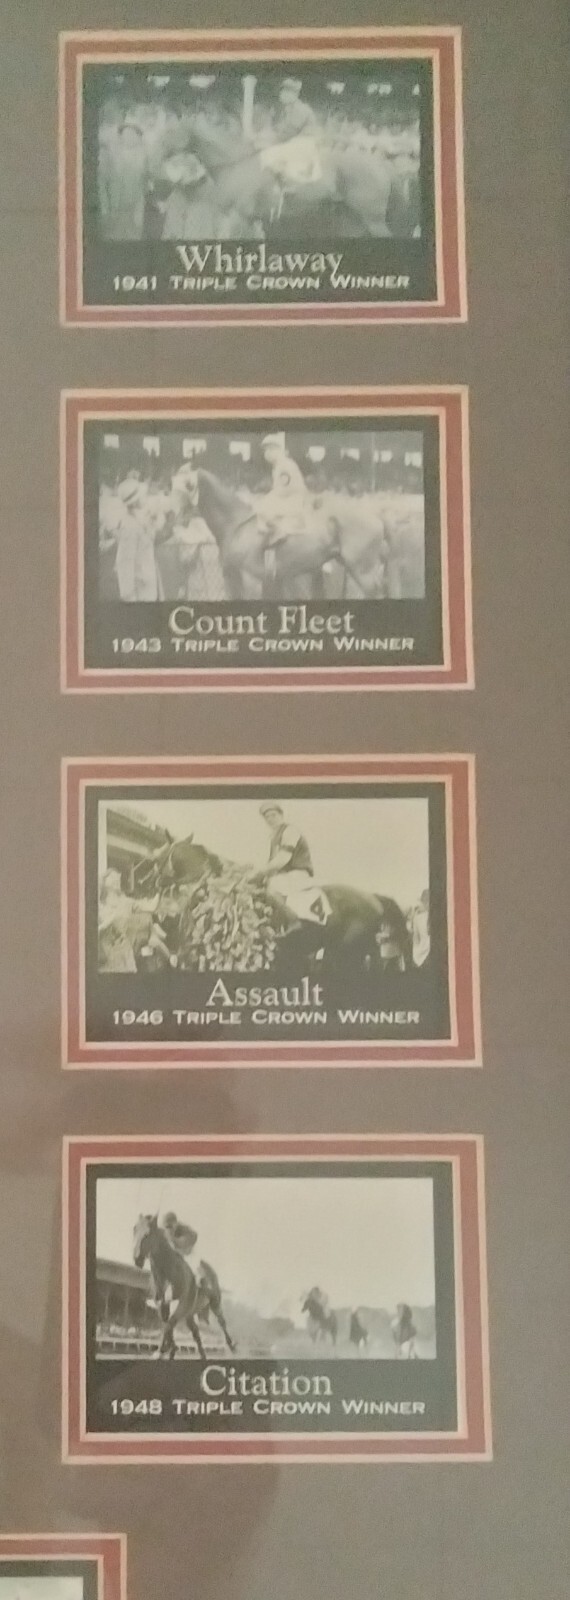 Whirlaway
1941 TRIPLE CROWN WINNER
Count Fleet
1943 TRIPLE CROWN WINNER
Assault
1946 TRIPLE CROWN WINNER
Citation
1948 TRIPLE CROWN WINNER